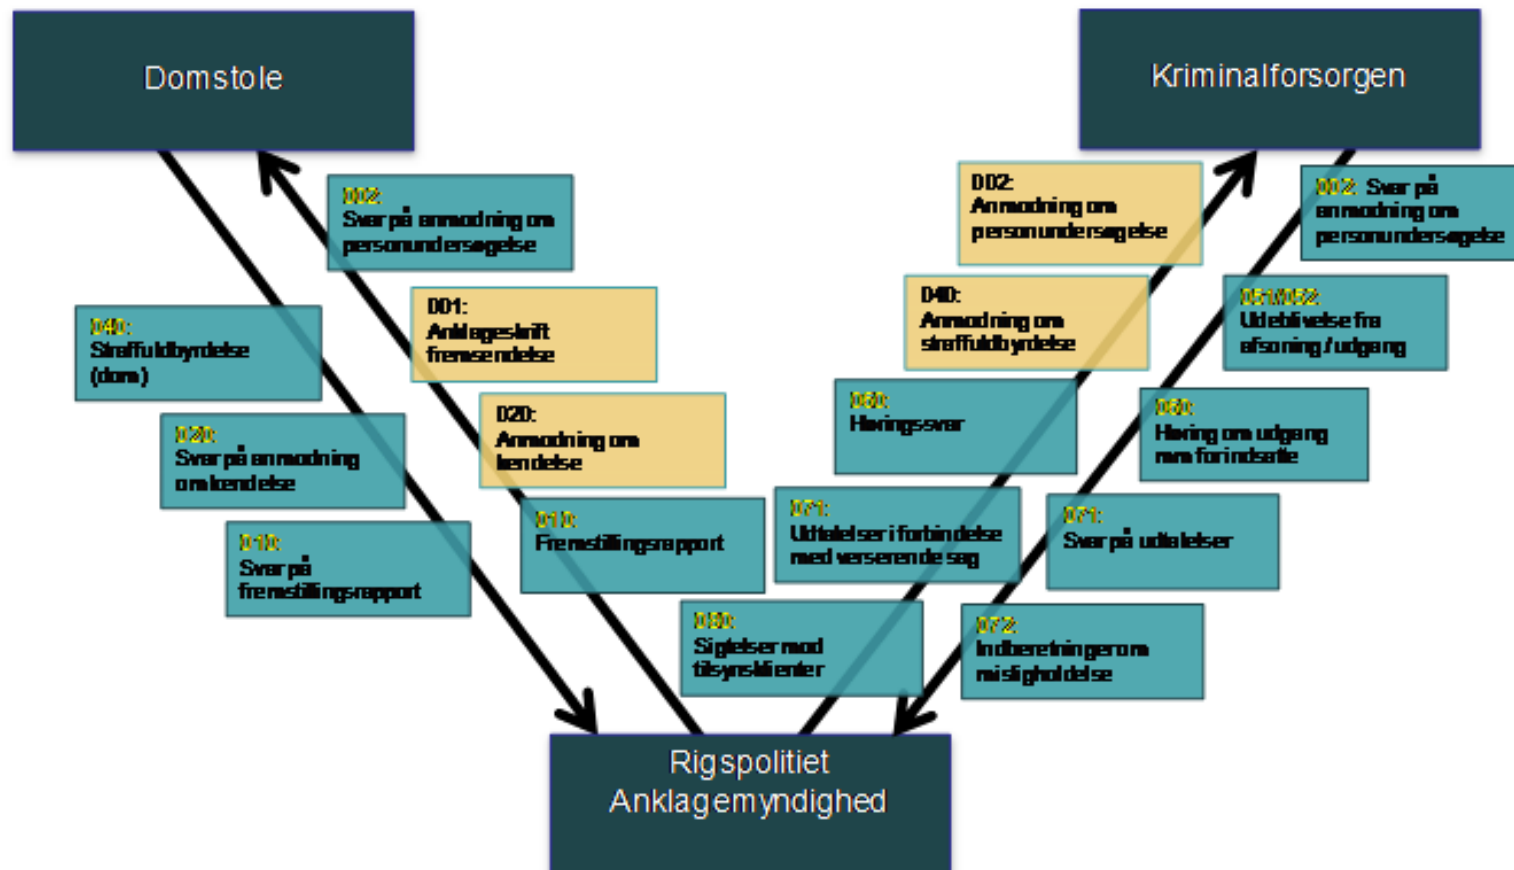 Domstole
Kriminalforsorgen
002:
Svar på anmodning om
personundersøgelse
001:
Anklageskrift
fremsendelse
020:
Anmodning om
kendelse
010:
Fremstillingsrapport
040:
Straffuldbyrdelse
(dom)
020:
Svar på anmodning
om kendelse
010:
Svar på
fremstillingsrapport
002:
Anmodning om
personundersøgelse
040:
Anmodning om
straffuldbyrdelse
060:
Høringssvar
071:
Udtalelser i forbindelse
med verserende sag
Sigtelser mod
tilsynsklienter
002: Svar på
anmodning om
personundersøgelse
051/052:
Udeblivelse fra
afsoning / udgang
060:
Høring om udgang
mm for indsatte
071:
Svar på udtalelser
072:
Indberetninger om
misligholdelse
Rigspolitiet
Anklagemyndighed